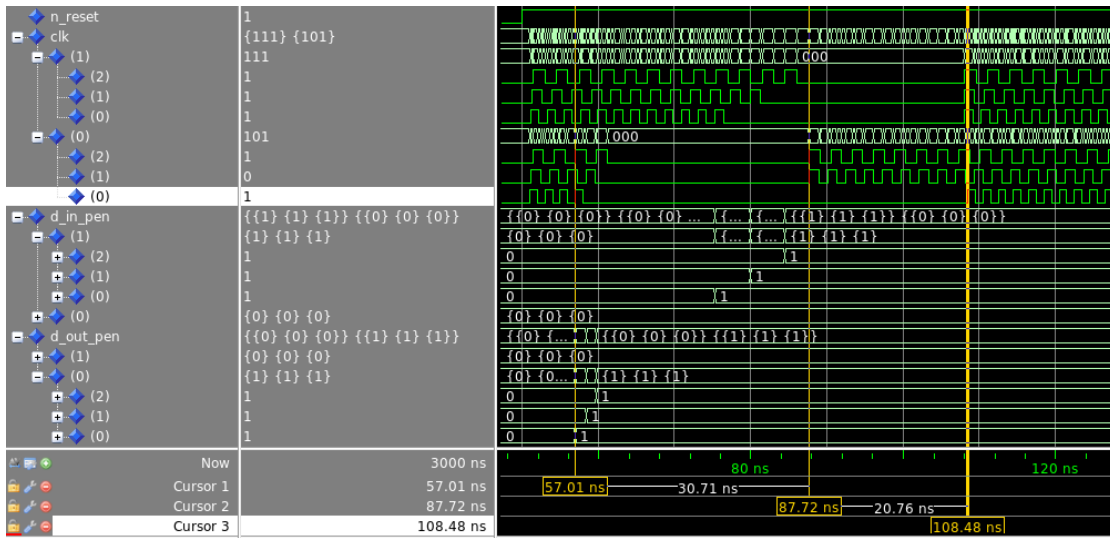 n_reset 1
clk {111} {101}
(1) 111 000
(2) 1
(1) 1
(0) 1
(0) 101 000
(2) 1
(1) 0
(0) 1
d_in_pen {{1} {1} {1}} {{0} {0} {0}} {{0} {0} {0}} {{0} {0} ... {... {... {{1} {1} {1}} {{0} {0} {0}}
(1) {1} {1} {1} {0} {0} {0} {... {... {1} {1} {1}
(2) 1 0 1
(1) 1 0 1
(0) 1 0 1
(0) {0} {0} {0} {0} {0} {0}
d_out_pen {{0} {0} {0}} {{1} {1} {1}} {{0} {... {{0} {0} {0}} {{1} {1} {1}}
(1) {0} {0} {0} {0} {0} {0}
(0) {1} {1} {1} {0} {0... {1} {1} {1}
(2) 1 0 1
(1) 1 0 1
(0) 1 0 1
Now 3000 ns 80 ns 120 ns
Cursor 1 57.01 ns 57.01 ns 30.71 ns
Cursor 2 87.72 ns 87.72 ns 20.76 ns
Cursor 3 108.48 ns 108.48 ns